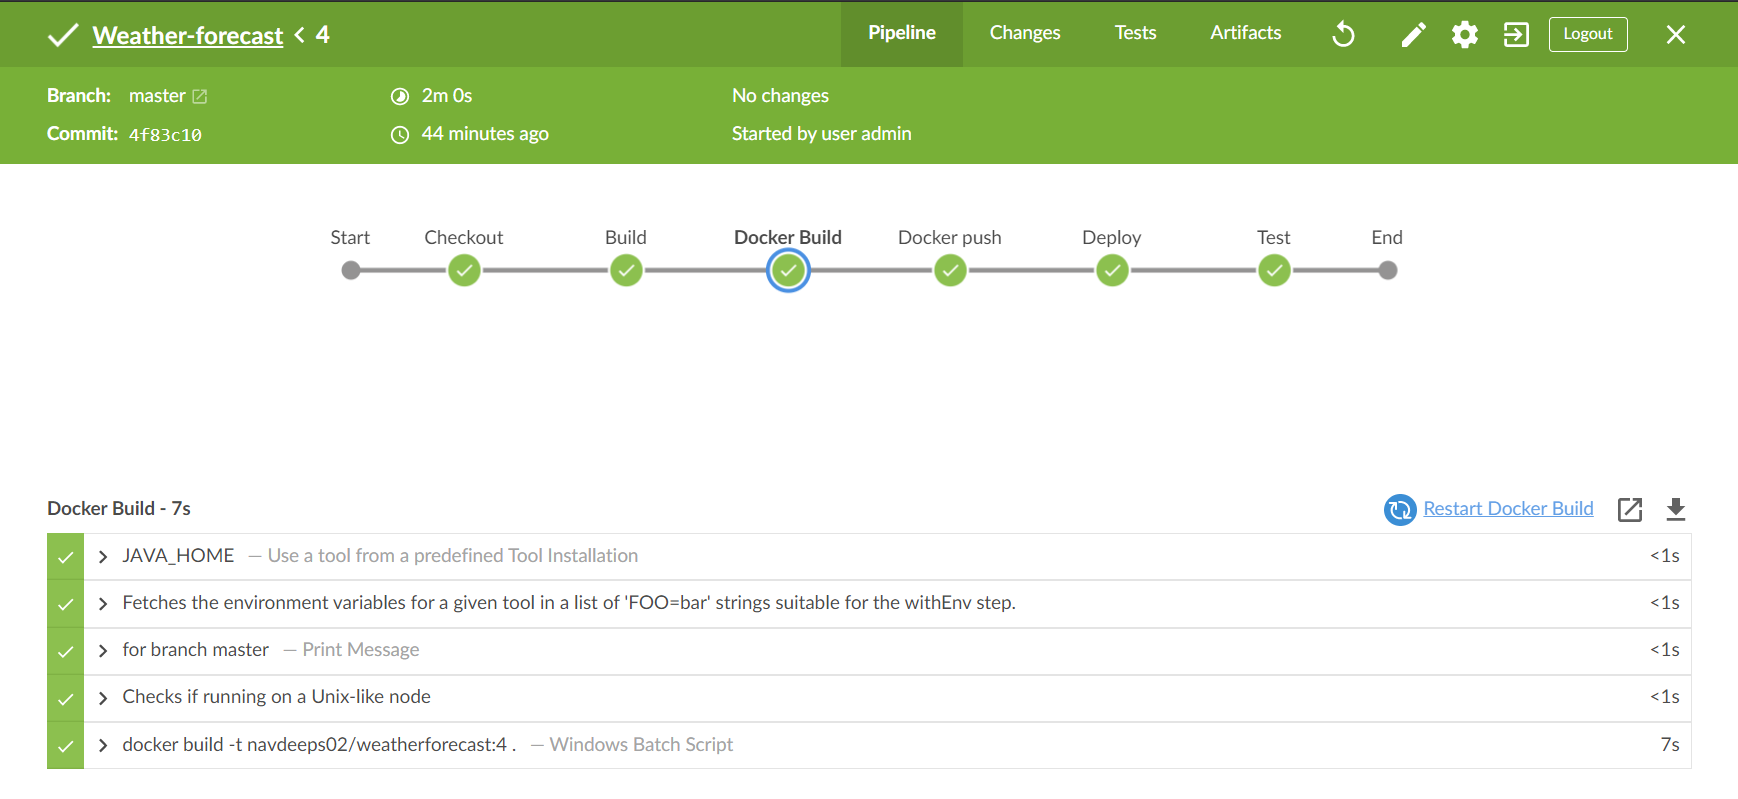 Weather-forecast < 4 Pipeline Changes Tests Artifacts Logout
Branch: master 2m 0s No changes
Commit: 4f83c10 44 minutes ago Started by user admin
Start Checkout Build Docker Build Docker push Deploy Test End
Docker Build - 7s Restart Docker Build
JAVA_HOME — Use a tool from a predefined Tool Installation <1s
Fetches the environment variables for a given tool in a list of 'FOO=bar' strings suitable for the withEnv step. <1s
for branch master — Print Message <1s
Checks if running on a Unix-like node <1s
docker build -t navdeeps02/weatherforecast:4 . — Windows Batch Script 7s